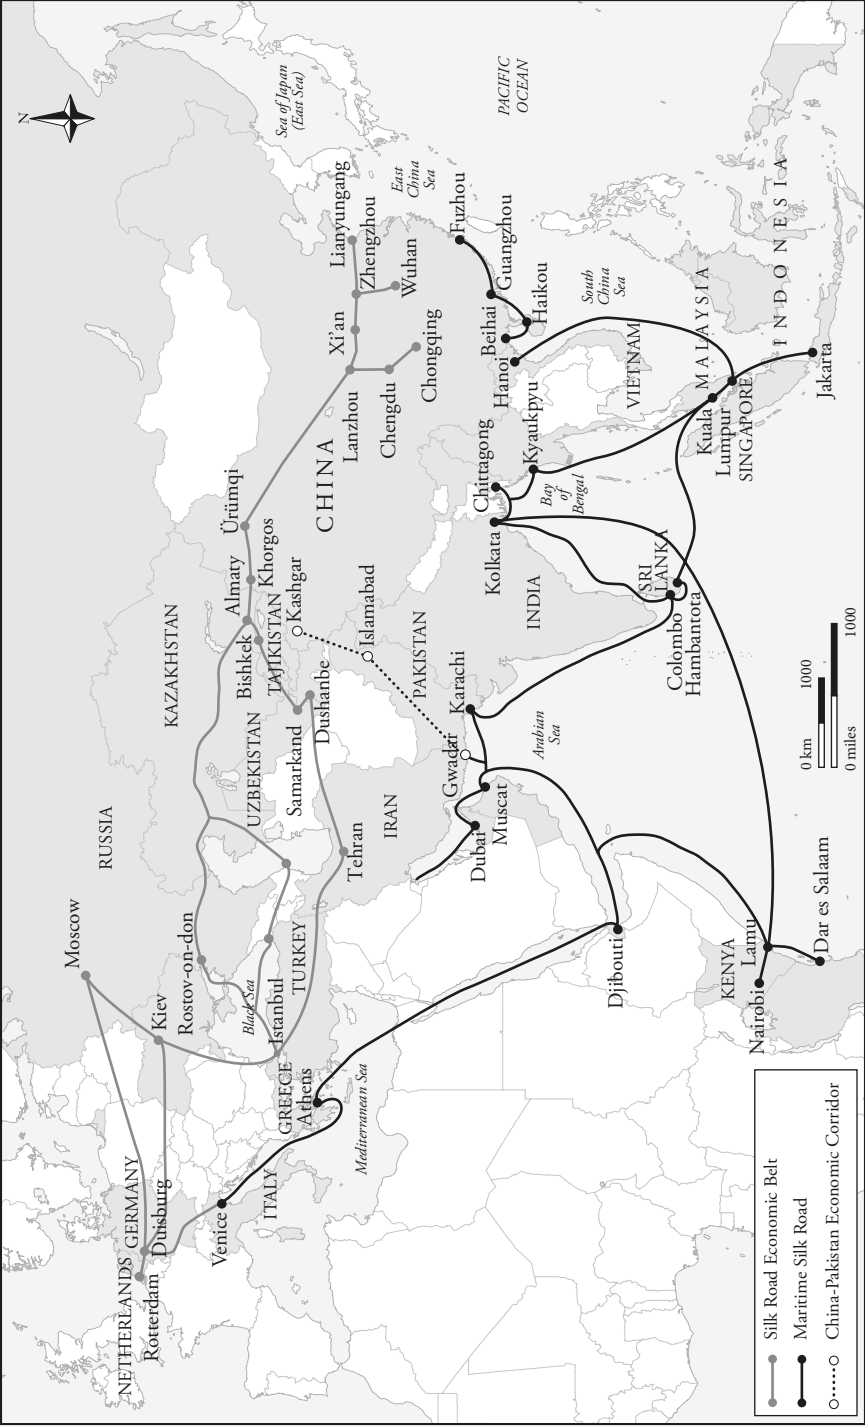 N
RUSSIA
KAZAKHSTAN
UZBEKISTAN
TAJIKISTAN
CHINA
TURKEY
IRAN
PAKISTAN
INDIA
SRI
LANKA
VIETNAM
MALAYSIA
SINGAPORE
INDONESIA
KENYA
GREECE
ITALY
GERMANY
NETHERLANDS
Moscow
Kiev
Rostov-on-don
Istanbul
Duisburg
Rotterdam
Venice
Athens
Tehran
Samarkand
Dushanbe
Bishkek
Almaty
Khorgos
Ürümqi
Kashgar
Islamabad
Lanzhou
Xi'an
Chengdu
Chongqing
Zhengzhou
Wuhan
Lianyungang
Fuzhou
Guangzhou
Haikou
Beihai
Hanoi
Kyaukpyu
Chittagong
Kolkata
Colombo
Hambantota
Kuala
Lumpur
Jakarta
Karachi
Gwadar
Muscat
Dubai
Djibouti
Lamu
Nairobi
Dar es Salaam
Sea of Japan
(East Sea)
PACIFIC
OCEAN
East
China
Sea
South
China
Sea
Bay
of
Bengal
Arabian
Sea
Black Sea
Mediterranean Sea
0 km 1000
0 miles 1000
Silk Road Economic Belt
Maritime Silk Road
China-Pakistan Economic Corridor